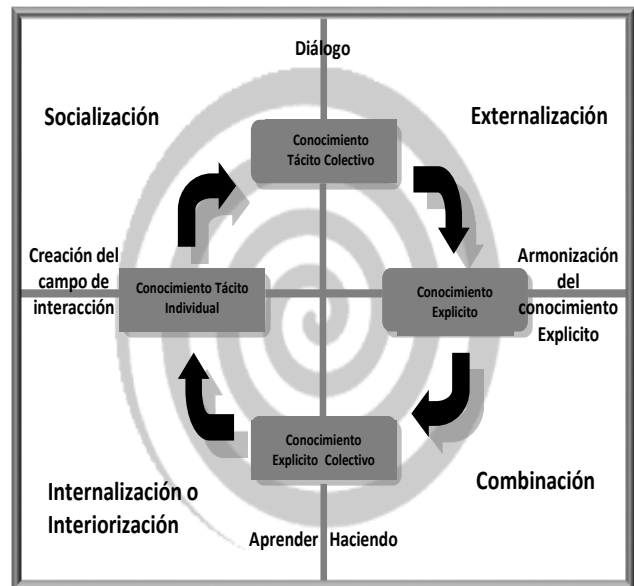 Diálogo
Socialización
Externalización
Conocimiento
Tácito Colectivo
Creación del
campo de
interacción
Conocimiento Tácito
Individual
Conocimiento
Explicito
Armonización
del
conocimiento
Explicito
Conocimiento
Explicito Colectivo
Internalización o
Interiorización
Combinación
Aprender Haciendo